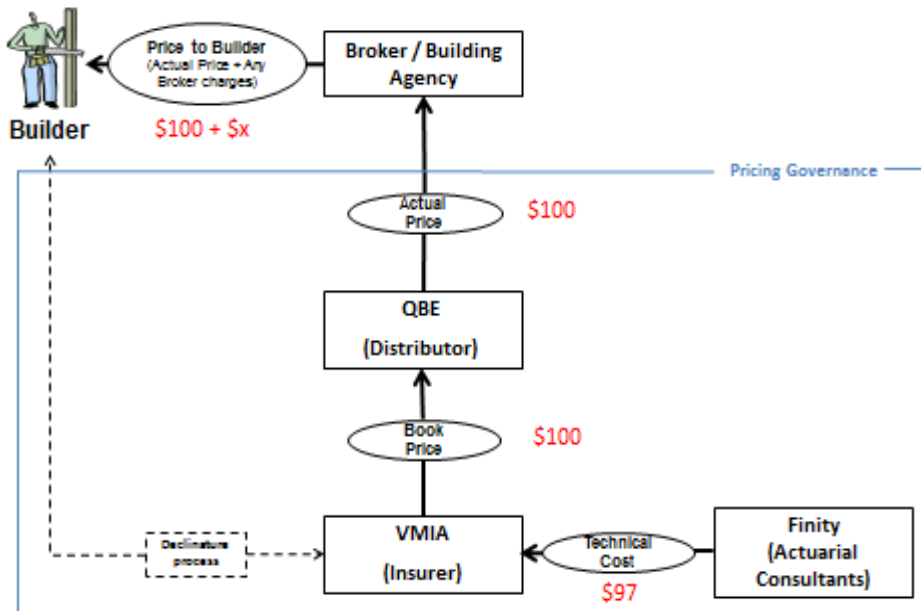 Price to Builder
(Actual Price + Any
Broker charges)
Broker / Building
Agency
Builder
$100 + $x
Pricing Governance
Actual
Price
$100
QBE
(Distributor)
Book
Price
$100
Declinature
process
VMIA
(Insurer)
Technical
Cost
$97
Finity
(Actuarial
Consultants)